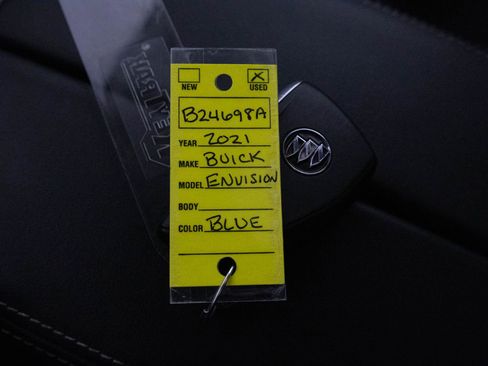 NEW USED
B24698A
YEAR 2021
MAKE BUICK
MODEL ENVISION
BODY
COLOR BLUE